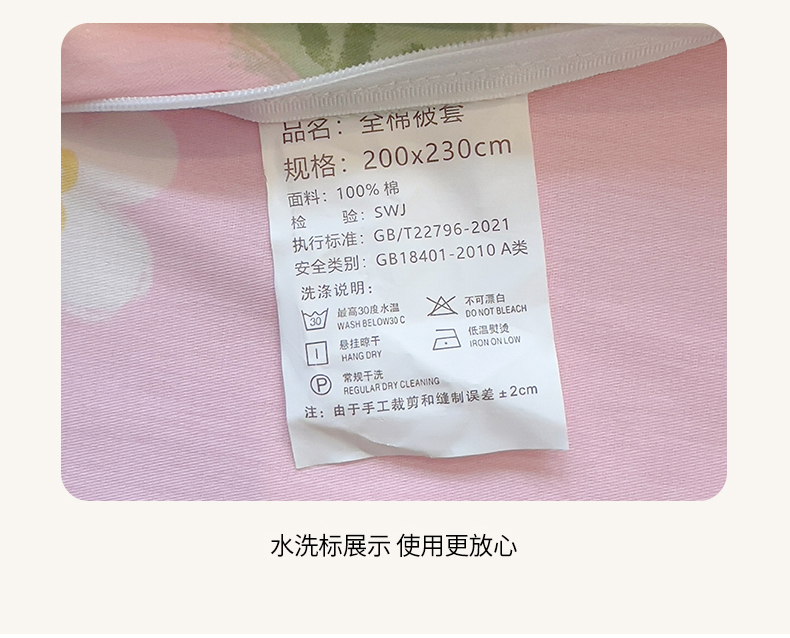 品名：全棉被套
规格：200x230cm
面料：100% 棉
检 验：SWJ
执行标准：GB/T22796-2021
安全类别：GB18401-2010 A类
洗涤说明：
30 最高30度水温 不可漂白
WASH BELOW30 C DO NOT BLEACH
悬挂晾干 低温熨烫
HANG DRY IRON ON LOW
P 常规干洗
REGULAR DRY CLEANING
注：由于手工裁剪和缝制误差 ±2cm
水洗标展示 使用更放心